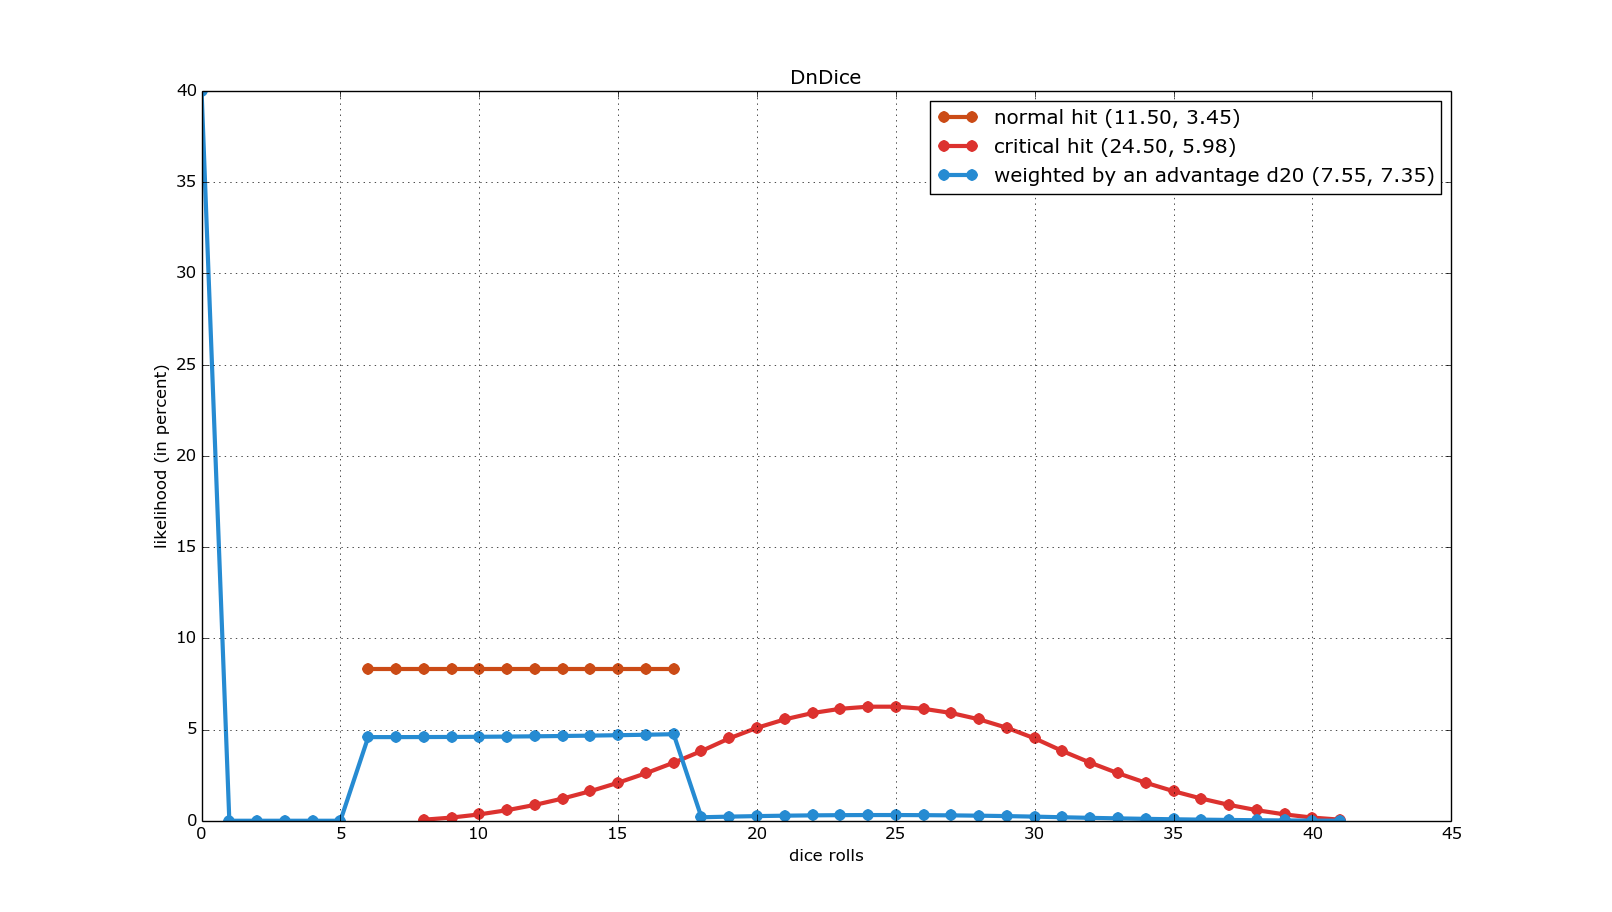 DnDice
normal hit (11.50, 3.45)
critical hit (24.50, 5.98)
weighted by an advantage d20 (7.55, 7.35)
likelihood (in percent)
40
35
30
25
20
15
10
5
0
0 5 10 15 20 25 30 35 40 45
dice rolls